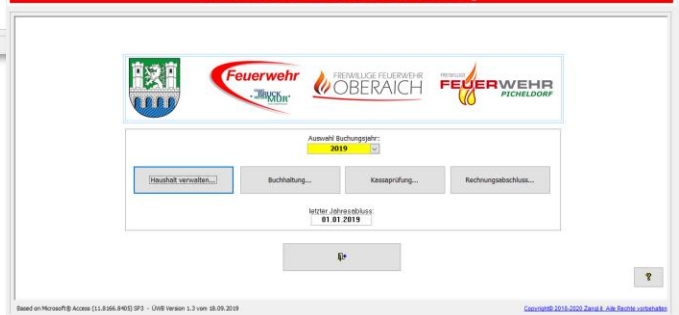 Feuerwehr
BRUCK
MUR
FREIWILLIGE FEUERWEHR
OBERAICH
FREIWILLIGE
FEUERWEHR
PICHELDORF
Auswahl Buchungsjahr:
2019
Haushalt verwalten... Buchhaltung... Kassaprüfung... Rechnungsabschluss...
letzter Jahresabluss:
01.01.2019
?
Based on Microsoft® Access (11.8166.8405) SP3 - ÜWB Version 1.3 vom 18.09.2019
Copyright© 2018-2020 Zangl J. Alle Rechte vorbehalten